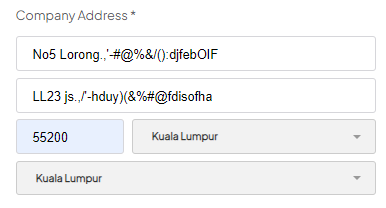 Company Address *
No5 Lorong.,'-#@%&/():djfebOIF
LL23 js.,/'-hduy)(&%#@fdisofha
55200 Kuala Lumpur
Kuala Lumpur